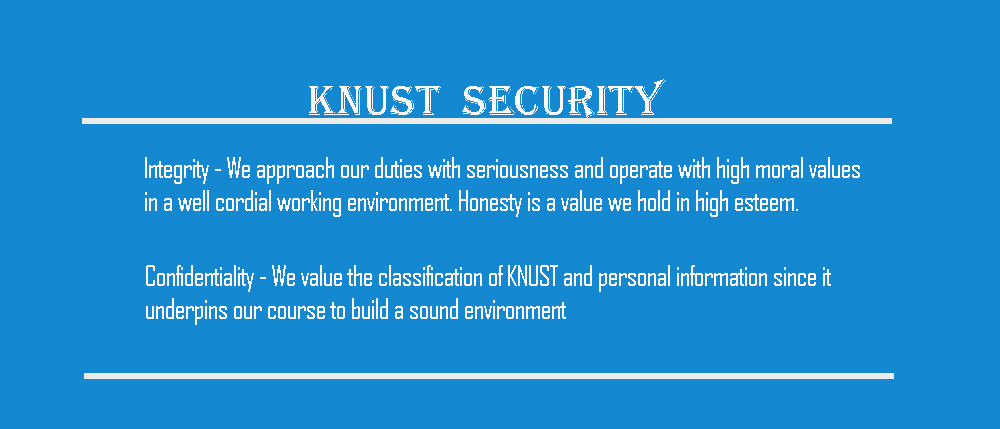 KNUST SECURITY
Integrity - We approach our duties with seriousness and operate with high moral values
in a well cordial working environment. Honesty is a value we hold in high esteem.
Confidentiality - We value the classification of KNUST and personal information since it
underpins our course to build a sound environment